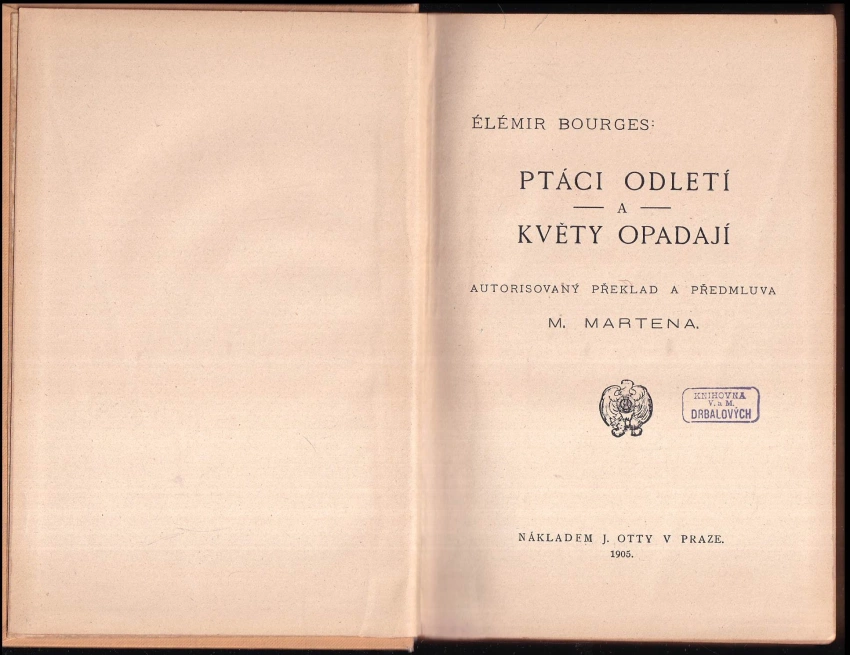 ÉLÉMIR BOURGES:
PTÁCI ODLETÍ
A
KVĚTY OPADAJÍ
AUTORISOVANÝ PŘEKLAD A PŘEDMLUVA
M. MARTENA.
KNIHOVNA
V. a M.
DRBALOVÝCH
NÁKLADEM J. OTTY V PRAZE.
1905.